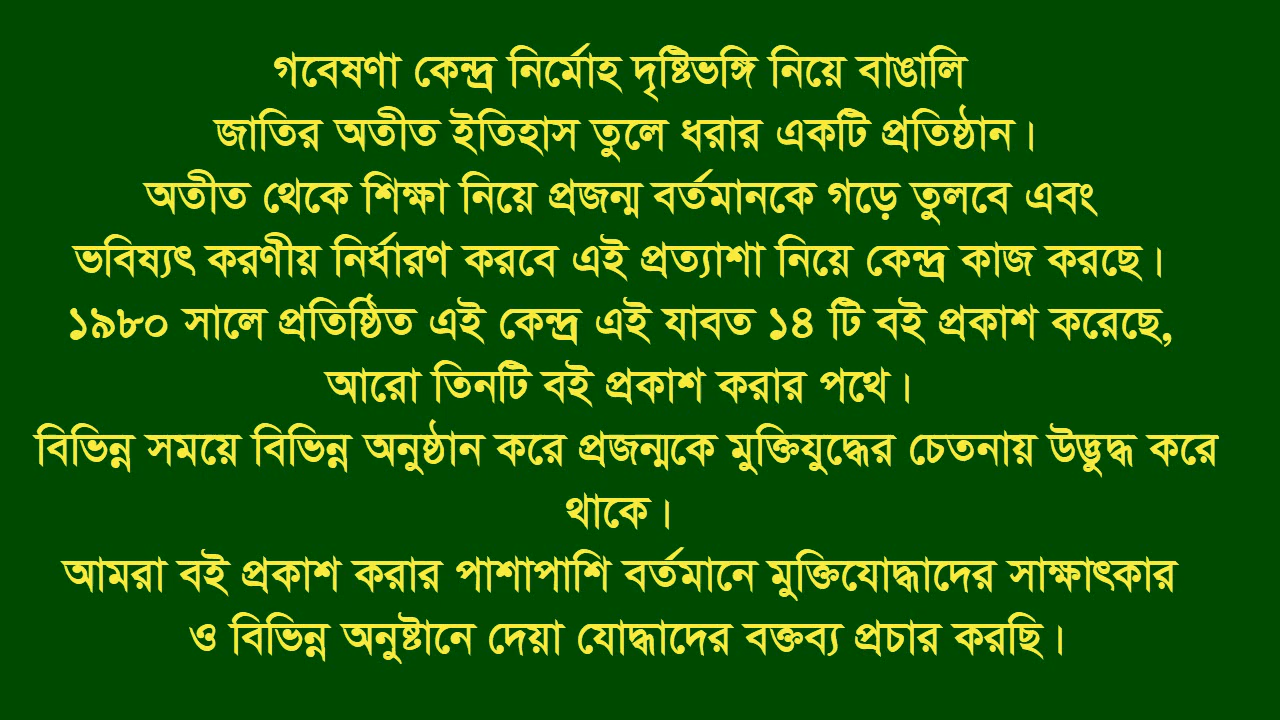 গবেষণা কেন্দ্র নির্মোহ দৃষ্টিভঙ্গি নিয়ে বাঙালি
জাতির অতীত ইতিহাস তুলে ধরার একটি প্রতিষ্ঠান।
অতীত থেকে শিক্ষা নিয়ে প্রজন্ম বর্তমানকে গড়ে তুলবে এবং
ভবিষ্যৎ করণীয় নির্ধারণ করবে এই প্রত্যাশা নিয়ে কেন্দ্র কাজ করছে।
১৯৮০ সালে প্রতিষ্ঠিত এই কেন্দ্র এই যাবত ১৪ টি বই প্রকাশ করেছে,
আরো তিনটি বই প্রকাশ করার পথে।
বিভিন্ন সময়ে বিভিন্ন অনুষ্ঠান করে প্রজন্মকে মুক্তিযুদ্ধের চেতনায় উদ্ভুদ্ধ করে
থাকে।
আমরা বই প্রকাশ করার পাশাপাশি বর্তমানে মুক্তিযোদ্ধাদের সাক্ষাৎকার
ও বিভিন্ন অনুষ্টানে দেয়া যোদ্ধাদের বক্তব্য প্রচার করছি।